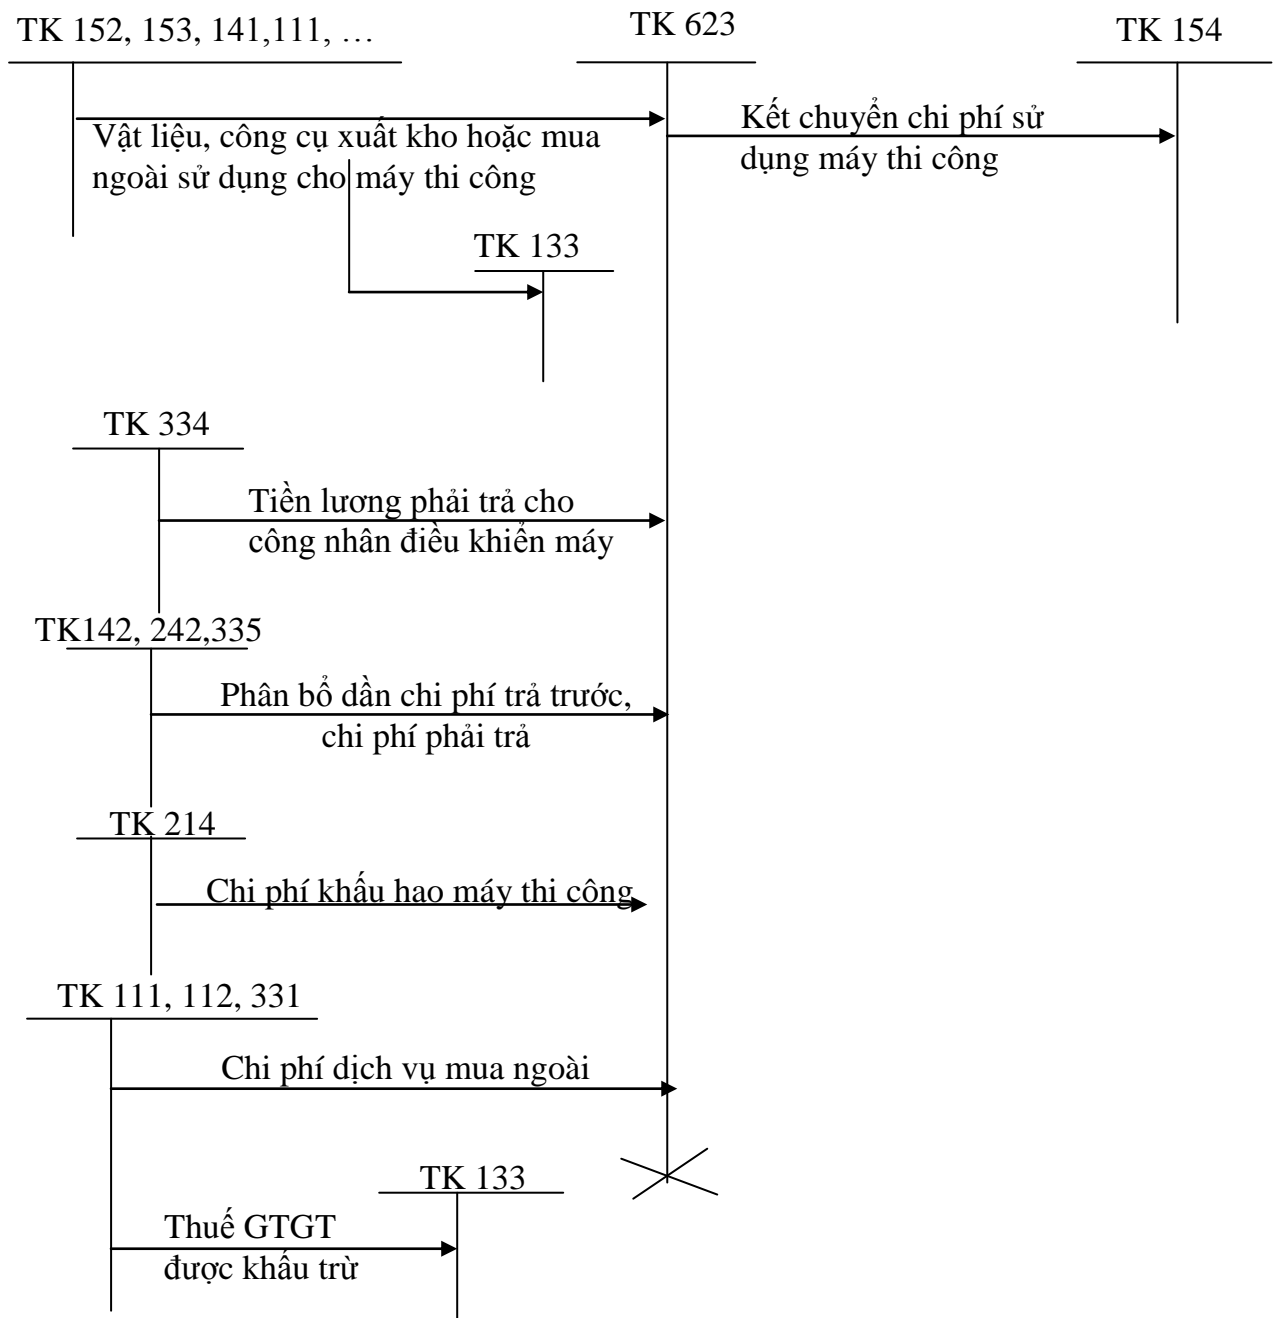 TK 152, 153, 141,111, …
TK 623
TK 154
Vật liệu, công cụ xuất kho hoặc mua
ngoài sử dụng cho máy thi công
Kết chuyển chi phí sử
dụng máy thi công
TK 133
TK 334
Tiền lương phải trả cho
công nhân điều khiển máy
TK142, 242,335
Phân bổ dần chi phí trả trước,
chi phí phải trả
TK 214
Chi phí khấu hao máy thi công
TK 111, 112, 331
Chi phí dịch vụ mua ngoài
TK 133
Thuế GTGT
được khấu trừ